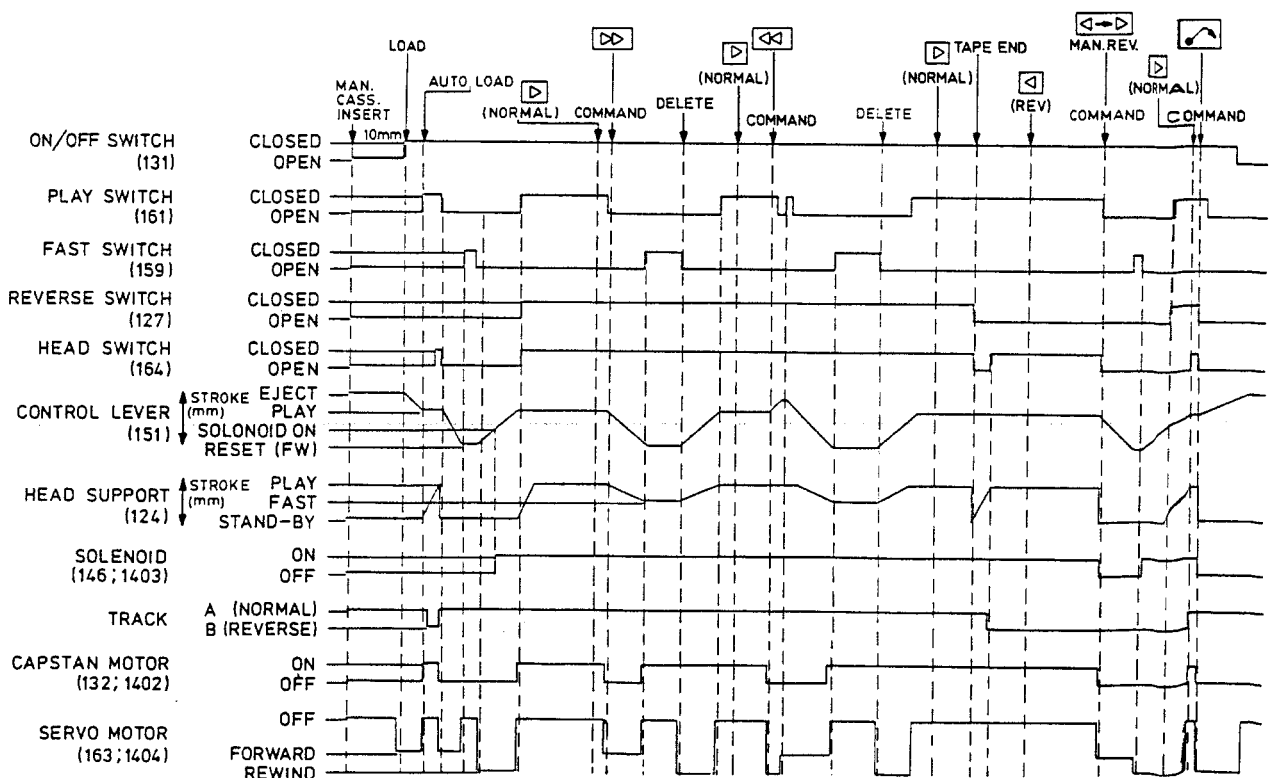 LOAD
MAN. REV.
MAN.
CASS.
INSERT
AUTO LOAD
(NORMAL)
COMMAND
DELETE
(NORMAL)
COMMAND
DELETE
(NORMAL)
TAPE END
(REV)
COMMAND
(NORMAL)
COMMAND
10mm
ON/OFF SWITCH
(131)
CLOSED
OPEN
PLAY SWITCH
(161)
CLOSED
OPEN
FAST SWITCH
(159)
CLOSED
OPEN
REVERSE SWITCH
(127)
CLOSED
OPEN
HEAD SWITCH
(164)
CLOSED
OPEN
CONTROL LEVER
(151)
STROKE
(mm)
EJECT
PLAY
SOLONOID ON
RESET (FW)
HEAD SUPPORT
(124)
STROKE
(mm)
PLAY
FAST
STAND-BY
SOLENOID
(146; 1403)
ON
OFF
TRACK
A (NORMAL)
B (REVERSE)
CAPSTAN MOTOR
(132; 1402)
ON
OFF
SERVO MOTOR
(163; 1404)
OFF
FORWARD
REWIND